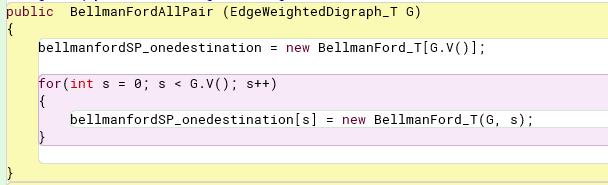 public  BellmanFordAllPair (EdgeWeightedDigraph_T G)
{
bellmanfordSP_onedestination = new BellmanFord_T[G.V()];
for(int s = 0; s < G.V(); s++)
{
bellmanfordSP_onedestination[s] = new BellmanFord_T(G, s);
}
}